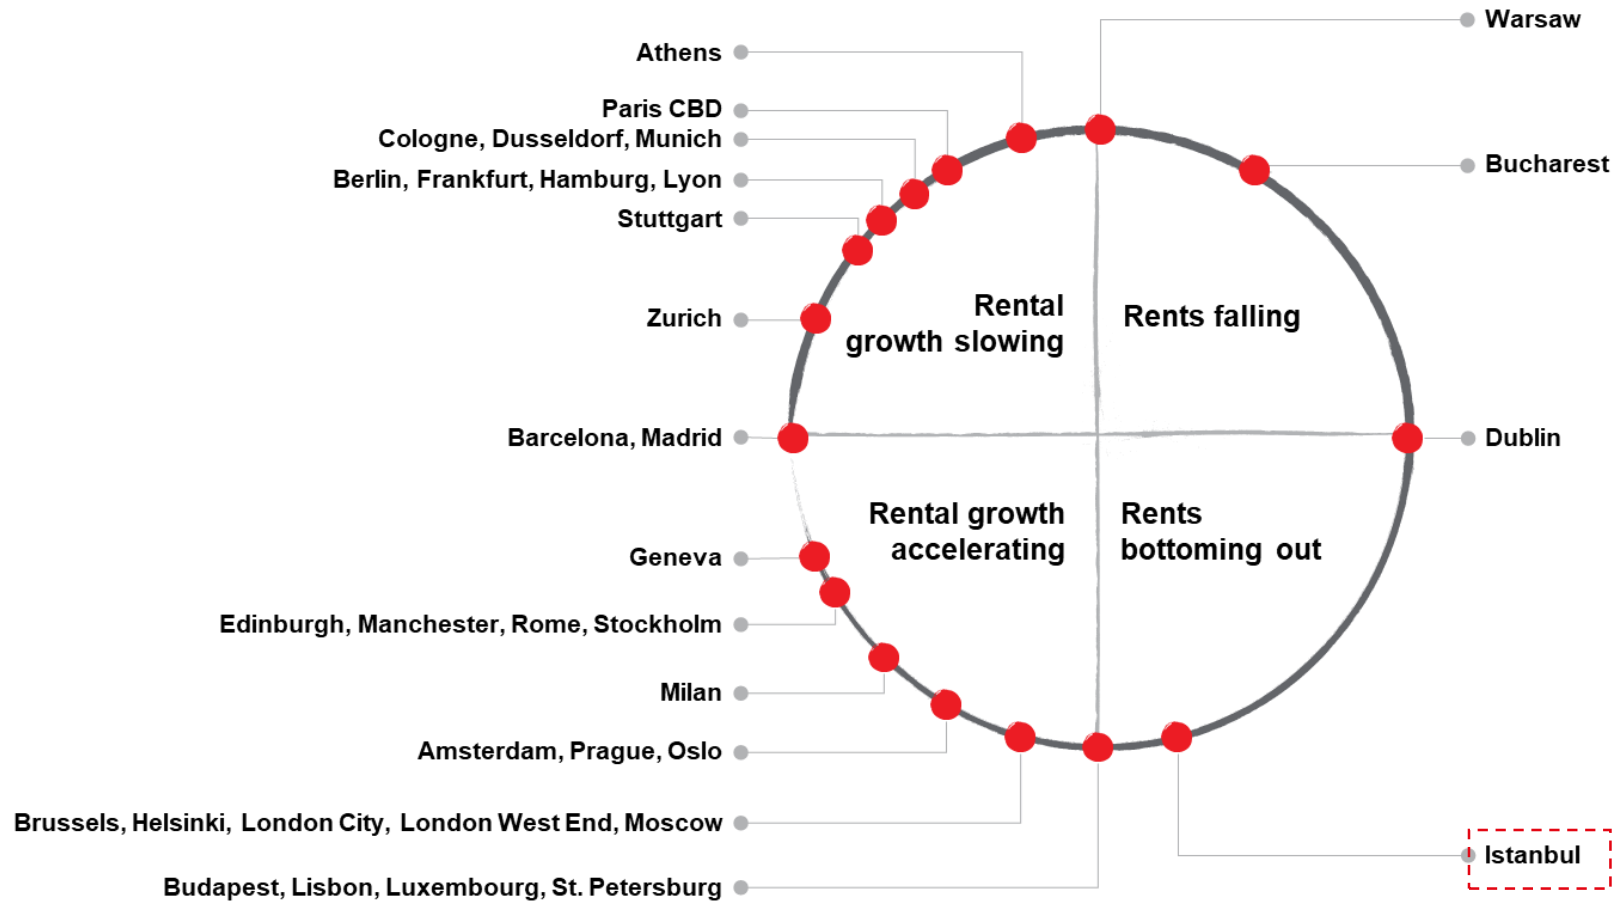 Warsaw
Athens
Paris CBD
Cologne, Dusseldorf, Munich
Bucharest
Berlin, Frankfurt, Hamburg, Lyon
Stuttgart
Rental
growth slowing
Rents falling
Zurich
Barcelona, Madrid
Dublin
Rental growth
accelerating
Rents
bottoming out
Geneva
Edinburgh, Manchester, Rome, Stockholm
Milan
Amsterdam, Prague, Oslo
Brussels, Helsinki, London City, London West End, Moscow
Istanbul
Budapest, Lisbon, Luxembourg, St. Petersburg